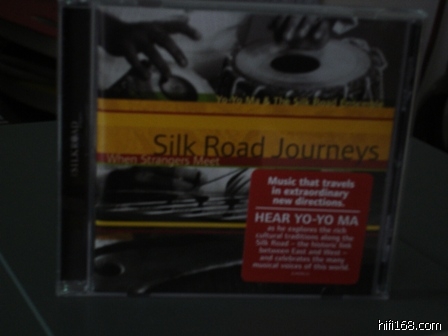 Yo-Yo Ma & The Silk Road Ensemble
Silk Road Journeys
When Strangers Meet
Music that travels
in extraordinary
new directions.
HEAR YO-YO MA
as he explores the rich
cultural traditions along the
Silk Road – the historic link
between East and West –
and celebrates the many
musical voices of this world.
hifi168.com